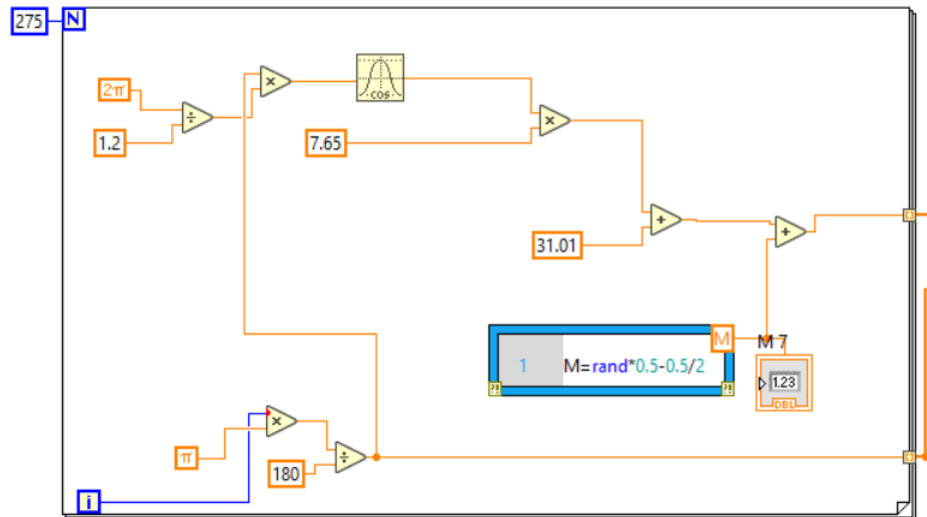 275 N
2π
÷
1.2
×
COS
7.65
×
31.01
+
+
M
1 M=rand*0.5-0.5/2
M 7
1.23
DBL
×
π
180
÷
i